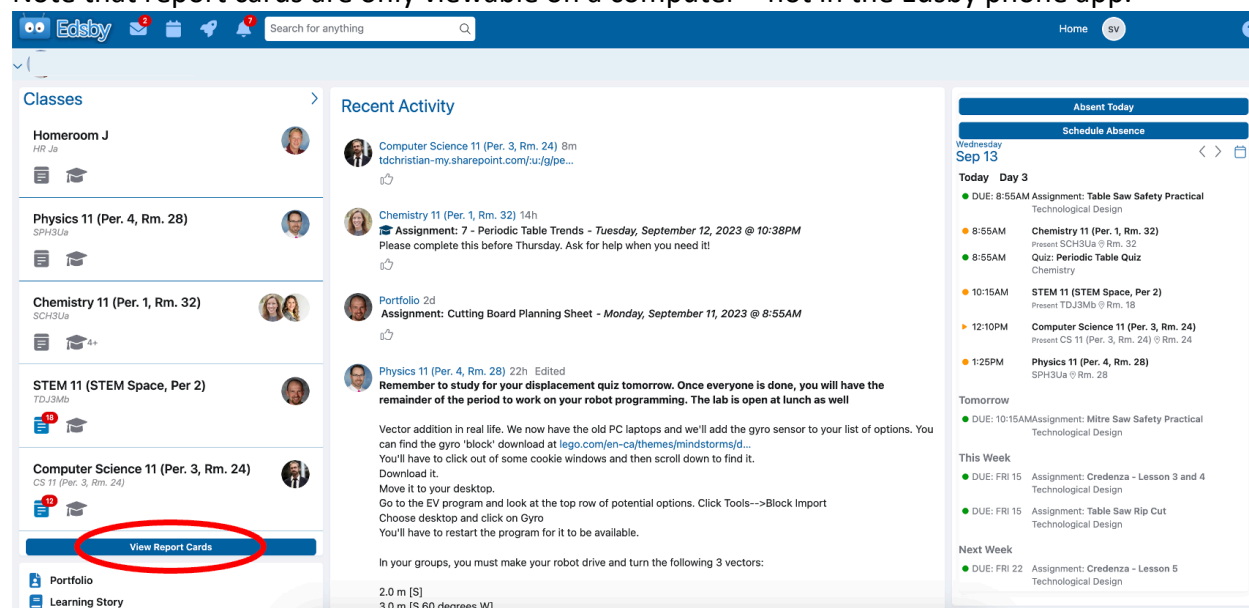 Note that report cards are only viewable on a computer – not in the Edsby phone app.
Edsby
2
7
Search for anything
Home
SV
Classes
Homeroom J
HR Ja
Physics 11 (Per. 4, Rm. 28)
SPH3Ua
Chemistry 11 (Per. 1, Rm. 32)
SCH3Ua
4+
STEM 11 (STEM Space, Per 2)
TDJ3Mb
18
Computer Science 11 (Per. 3, Rm. 24)
CS 11 (Per. 3, Rm. 24)
12
View Report Cards
Portfolio
Learning Story
Recent Activity
Computer Science 11 (Per. 3, Rm. 24) 8m
tdchristian-my.sharepoint.com/:u:/g/pe...
Chemistry 11 (Per. 1, Rm. 32) 14h
Assignment: 7 - Periodic Table Trends - Tuesday, September 12, 2023 @ 10:38PM
Please complete this before Thursday. Ask for help when you need it!
Portfolio 2d
Assignment: Cutting Board Planning Sheet - Monday, September 11, 2023 @ 8:55AM
Physics 11 (Per. 4, Rm. 28) 22h Edited
Remember to study for your displacement quiz tomorrow. Once everyone is done, you will have the
remainder of the period to work on your robot programming. The lab is open at lunch as well
Vector addition in real life. We now have the old PC laptops and we'll add the gyro sensor to your list of options. You
can find the gyro 'block' download at lego.com/en-ca/themes/mindstorms/d...
You'll have to click out of some cookie windows and then scroll down to find it.
Download it.
Move it to your desktop.
Go to the EV program and look at the top row of potential options. Click Tools-->Block Import
Choose desktop and click on Gyro
You'll have to restart the program for it to be available.
In your groups, you must make your robot drive and turn the following 3 vectors:
2.0 m [S]
3.0 m [S 60 degrees W]
Absent Today
Schedule Absence
Wednesday
Sep 13
Today Day 3
DUE: 8:55AM Assignment: Table Saw Safety Practical
Technological Design
8:55AM Chemistry 11 (Per. 1, Rm. 32)
Present SCH3Ua Rm. 32
8:55AM Quiz: Periodic Table Quiz
Chemistry
10:15AM STEM 11 (STEM Space, Per 2)
Present TDJ3Mb Rm. 18
12:10PM Computer Science 11 (Per. 3, Rm. 24)
Present CS 11 (Per. 3, Rm. 24) Rm. 24
1:25PM Physics 11 (Per. 4, Rm. 28)
SPH3Ua Rm. 28
Tomorrow
DUE: 10:15AM Assignment: Mitre Saw Safety Practical
Technological Design
This Week
DUE: FRI 15 Assignment: Credenza - Lesson 3 and 4
Technological Design
DUE: FRI 15 Assignment: Table Saw Rip Cut
Technological Design
Next Week
DUE: FRI 22 Assignment: Credenza - Lesson 5
Technological Design